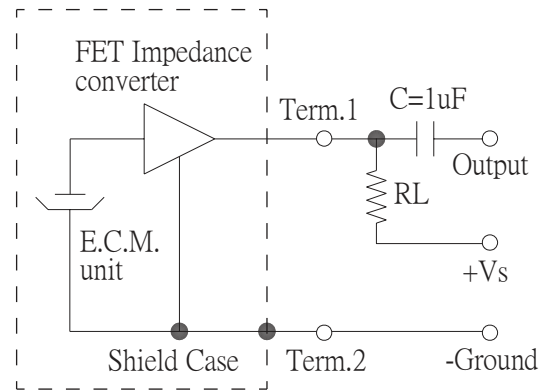 FET Impedance
converter
Term.1
C=1uF
Output
RL
+Vs
E.C.M.
unit
Shield Case
Term.2
-Ground